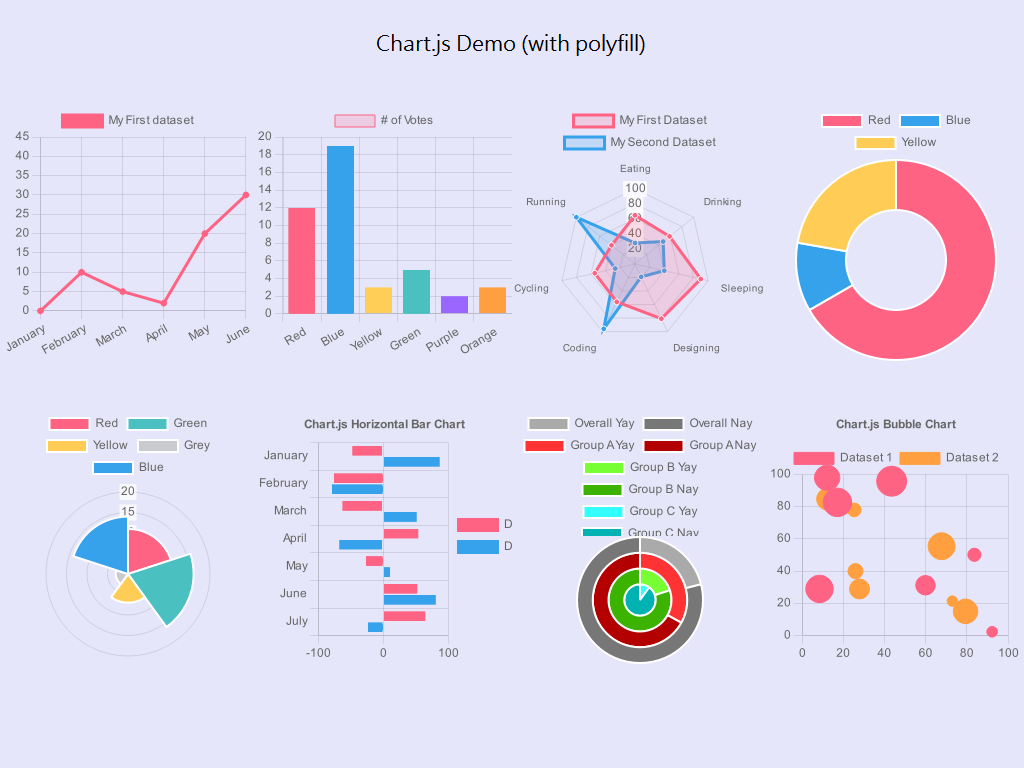 Chart.js Demo (with polyfill)
My First dataset
45
40
35
30
25
20
15
10
5
0
January
February
March
April
May
June
# of Votes
20
18
16
14
12
10
8
6
4
2
0
Red
Blue
Yellow
Green
Purple
Orange
My First Dataset
My Second Dataset
Eating
Running
Drinking
Cycling
Sleeping
Coding
Designing
100
80
60
40
20
Red
Blue
Yellow
Red
Green
Yellow
Grey
Blue
20
15
Chart.js Horizontal Bar Chart
January
February
March
April
May
June
July
-100
0
100
D
D
Overall Yay
Overall Nay
Group A Yay
Group A Nay
Group B Yay
Group B Nay
Group C Yay
Group C Nay
Chart.js Bubble Chart
Dataset 1
Dataset 2
100
80
60
40
20
0
0
20
40
60
80
100